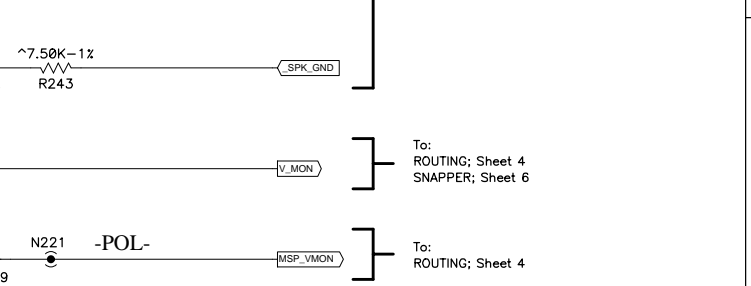 ^7.50K-1%
R243
_SPK_GND
V_MON
To:
ROUTING; Sheet 4
SNAPPER; Sheet 6
N221
-POL-
MSP_VMON
To:
ROUTING; Sheet 4
9